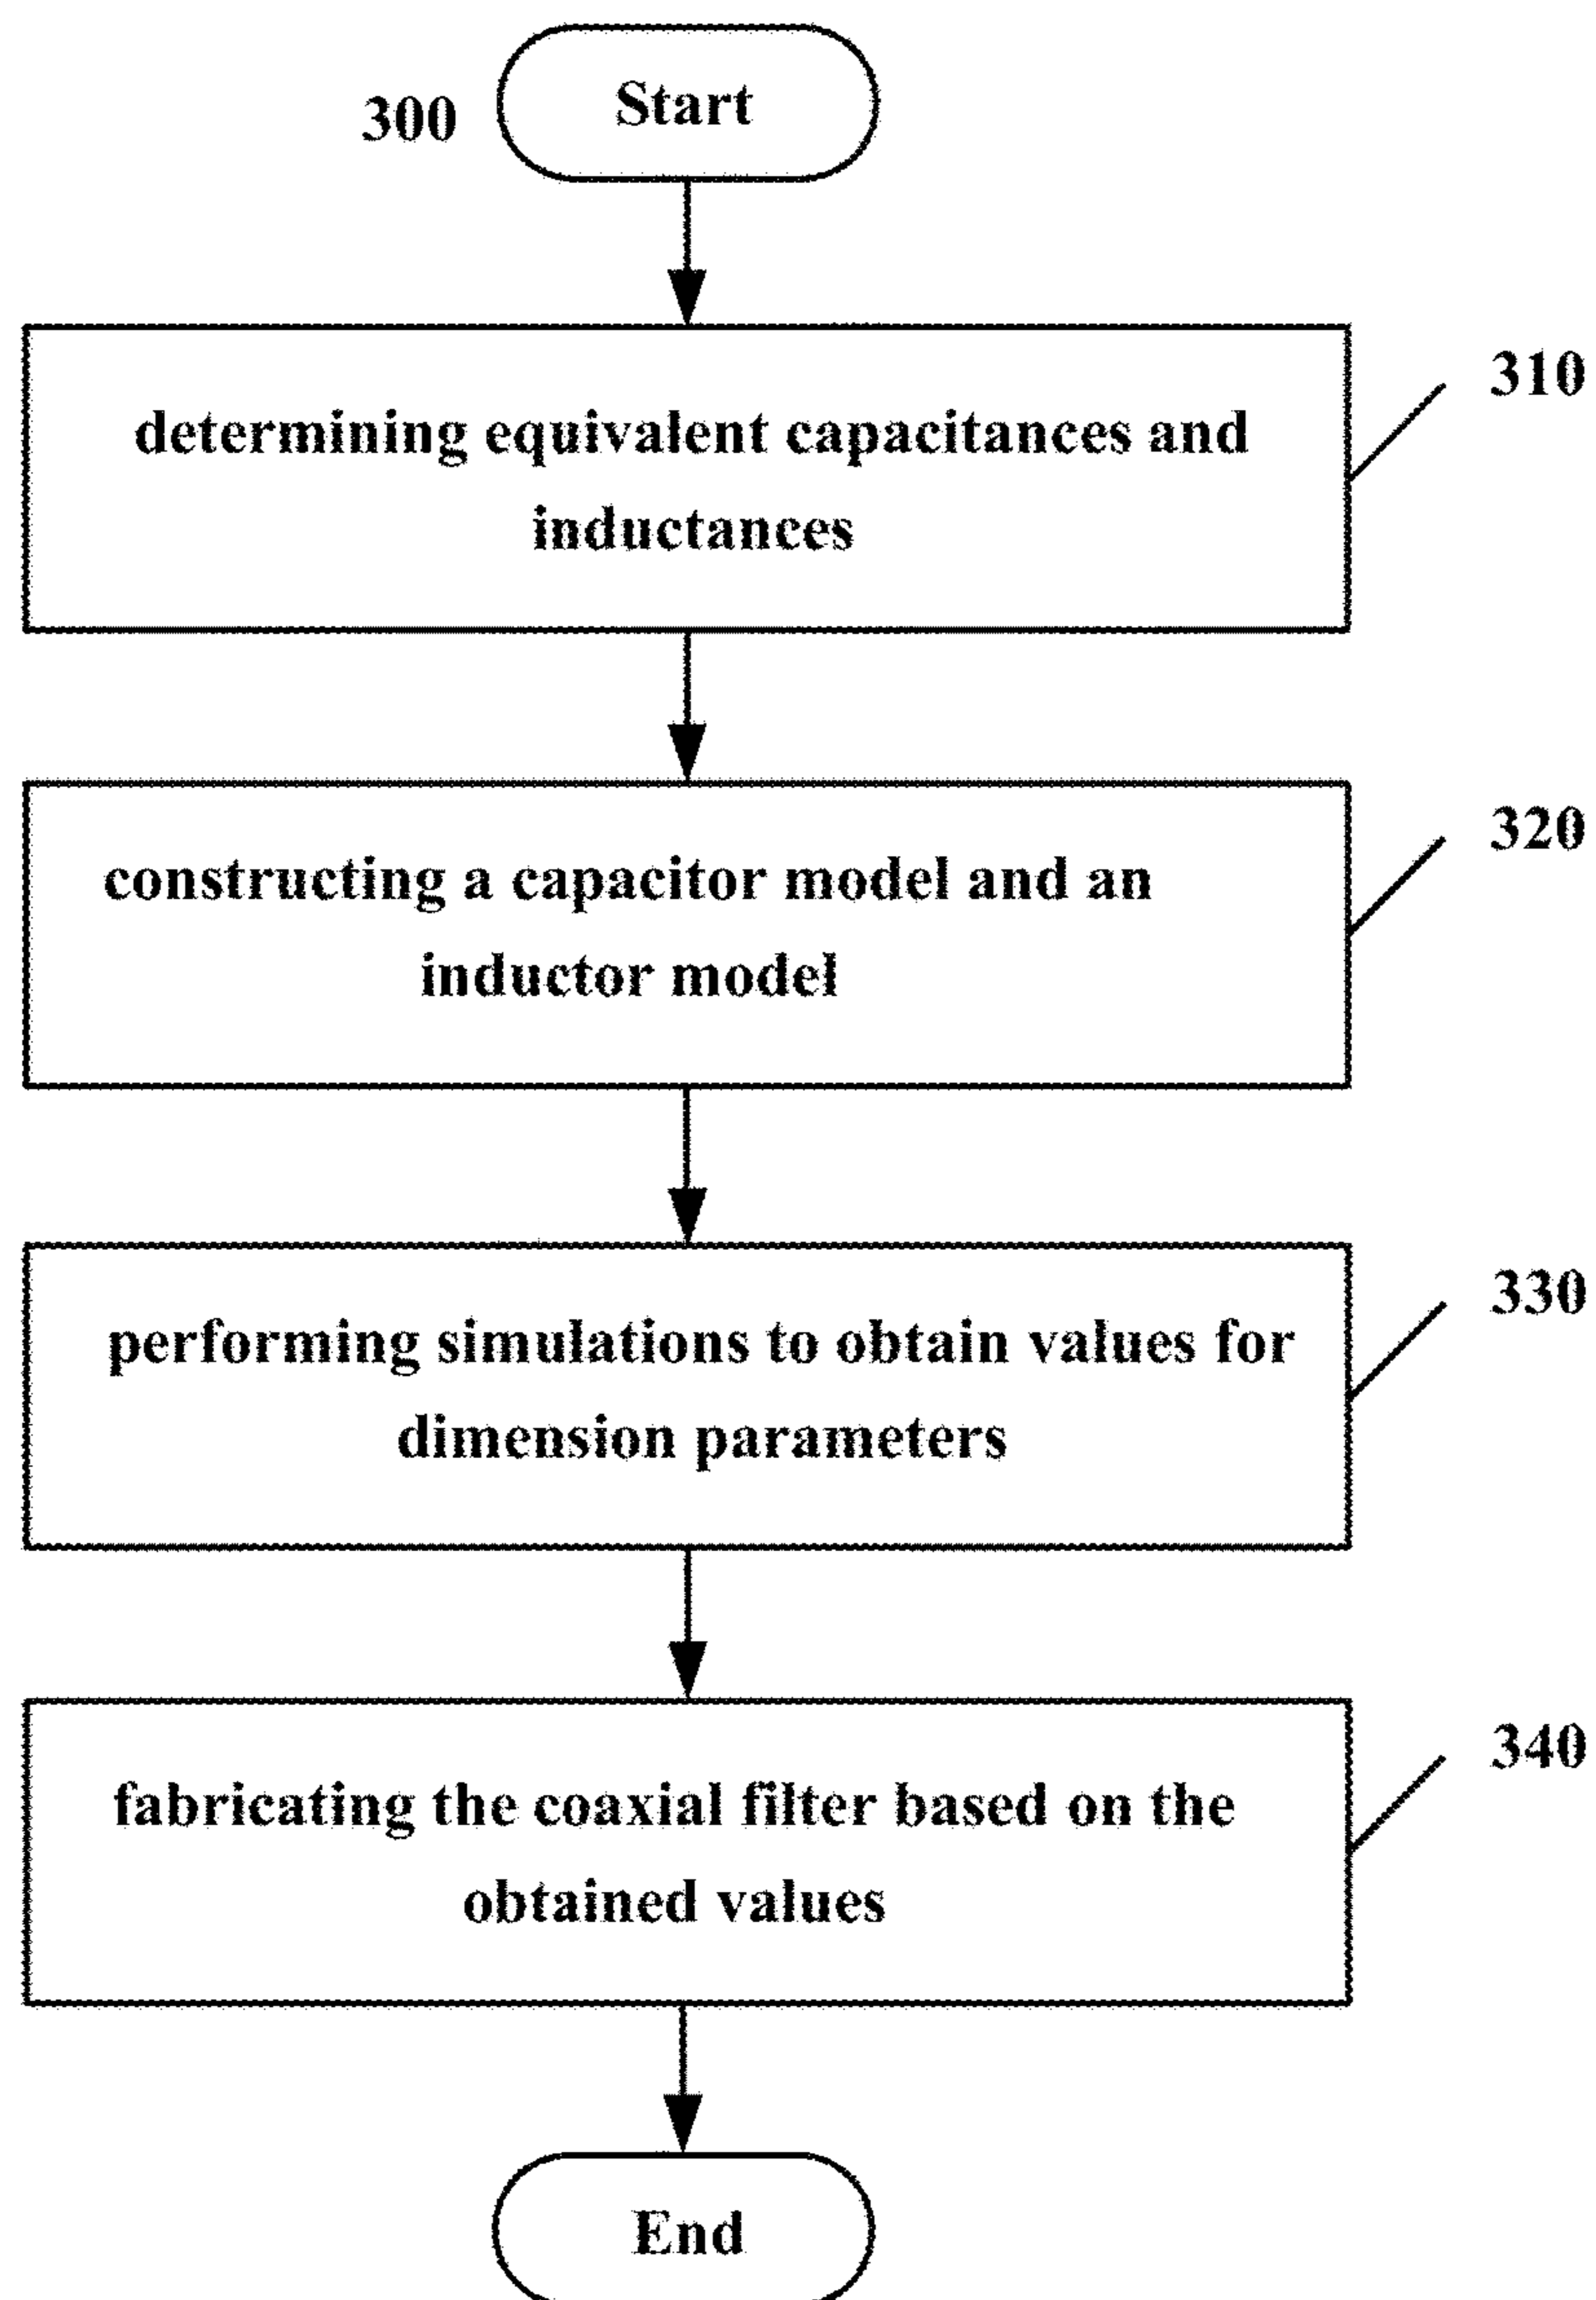 300
Start
310
determining equivalent capacitances and
inductances
320
constructing a capacitor model and an
inductor model
330
performing simulations to obtain values for
dimension parameters
340
fabricating the coaxial filter based on the
obtained values
End